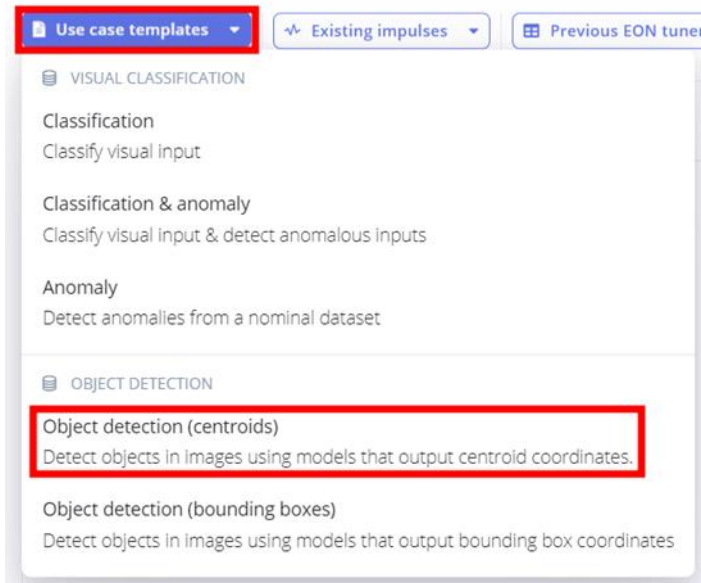 Use case templates
Existing impulses
Previous EON tuner
VISUAL CLASSIFICATION
Classification
Classify visual input
Classification & anomaly
Classify visual input & detect anomalous inputs
Anomaly
Detect anomalies from a nominal dataset
OBJECT DETECTION
Object detection (centroids)
Detect objects in images using models that output centroid coordinates.
Object detection (bounding boxes)
Detect objects in images using models that output bounding box coordinates